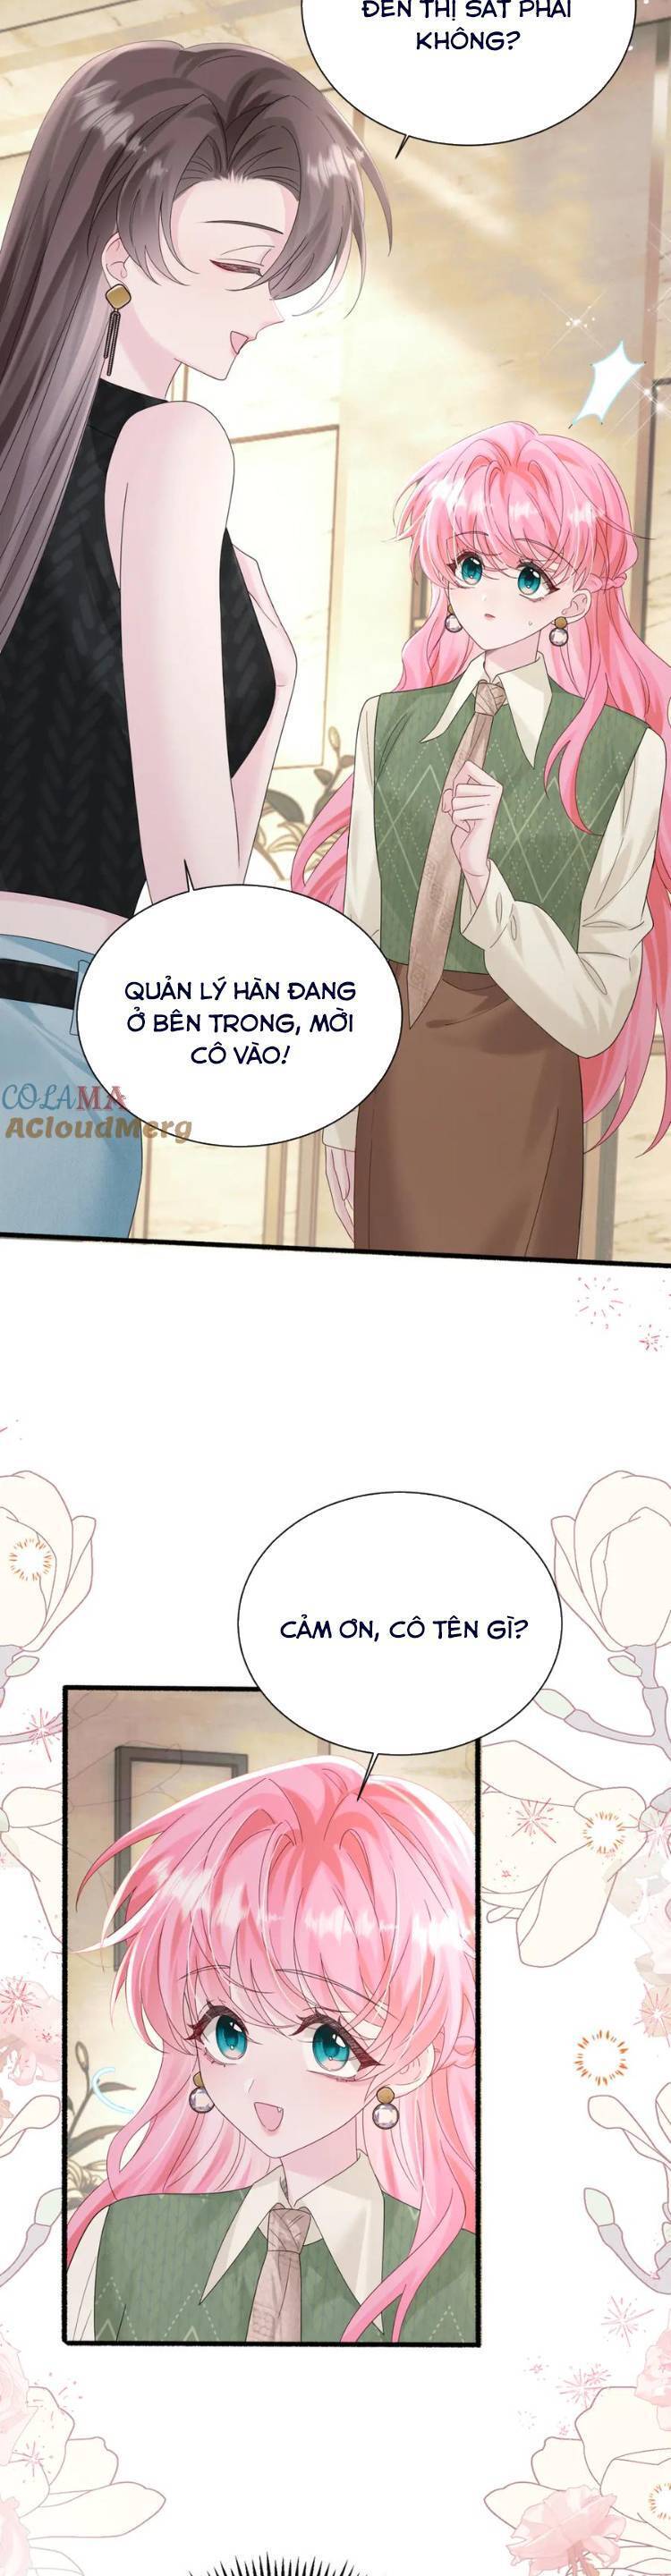 ĐẾN THỊ SÁT PHẢI
KHÔNG?
QUẢN LÝ HÀN ĐANG
Ở BÊN TRONG, MỜI
CÔ VÀO!
COLAMA
ACloudMerg
CẢM ƠN, CÔ TÊN GÌ?